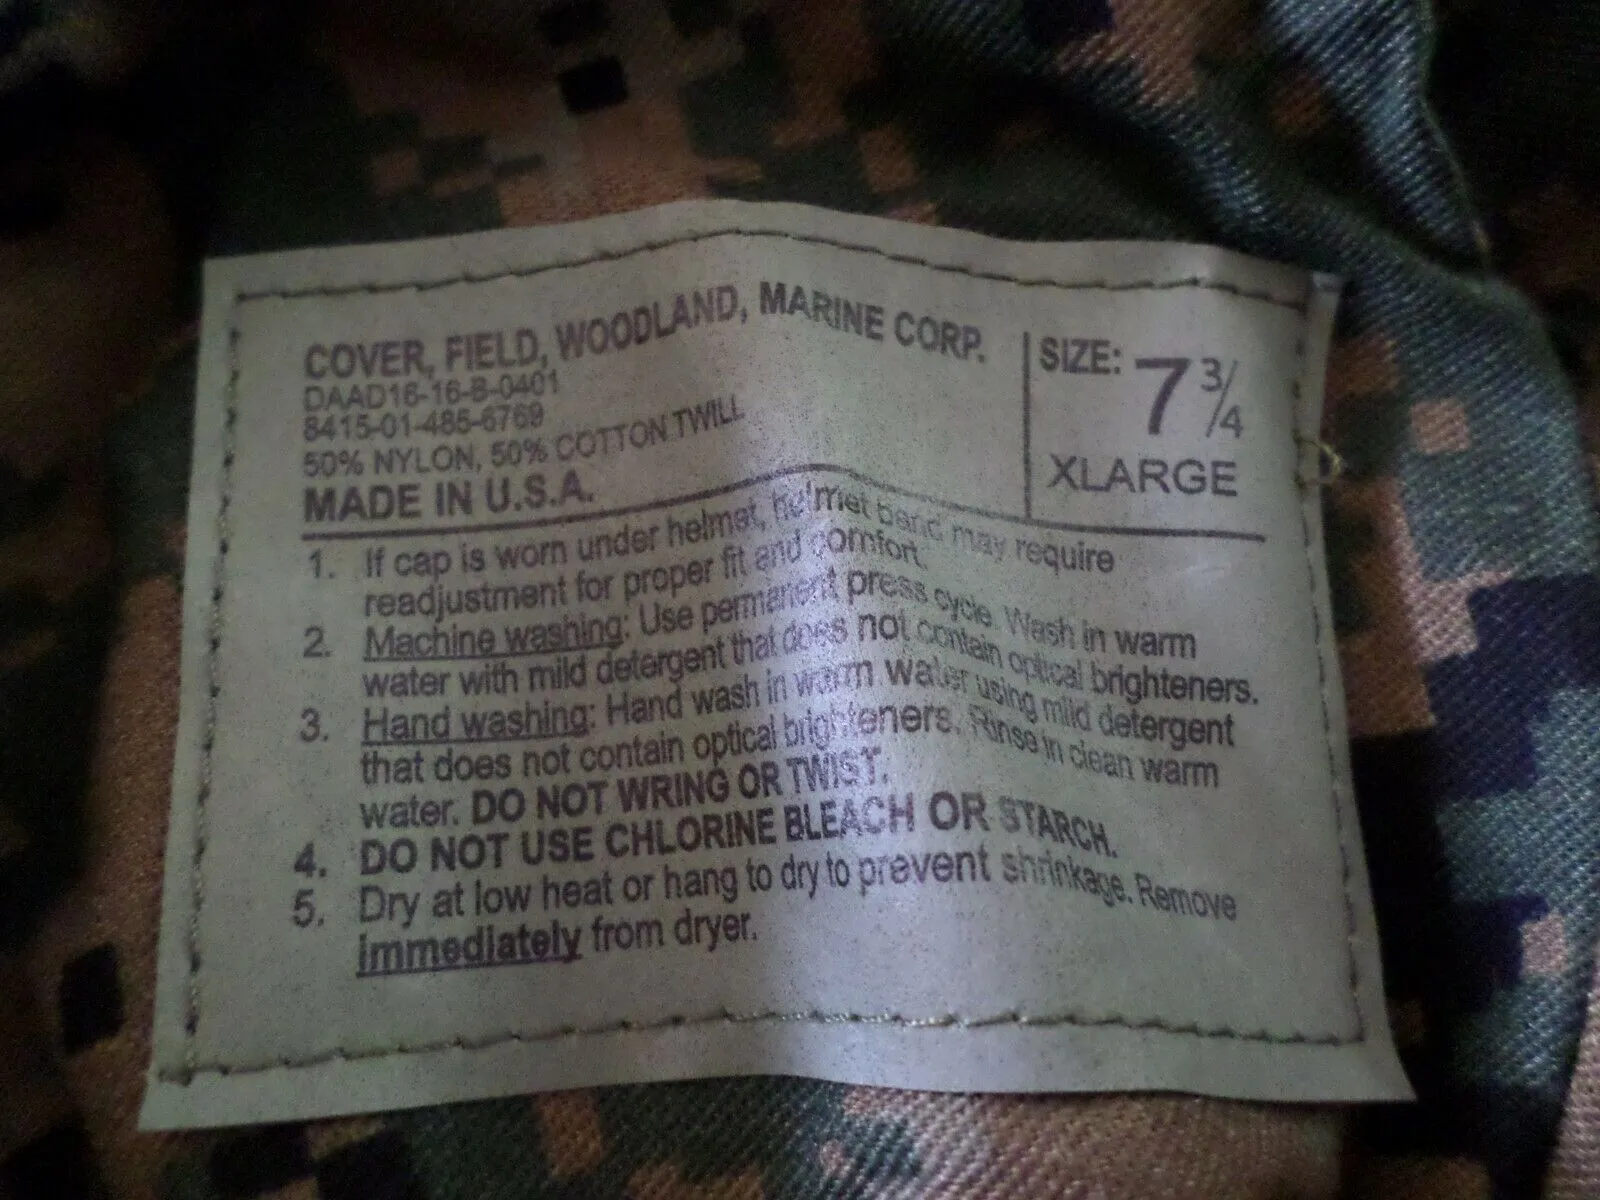 COVER, FIELD, WOODLAND, MARINE CORP.
DAAD16-16-B-0401
8415-01-485-6769
50% NYLON, 50% COTTON TWILL
MADE IN U.S.A.
SIZE: 7 3/4
XLARGE
1. If cap is worn under helmet, helmet band may require
readjustment for proper fit and comfort.
2. Machine washing: Use permanent press cycle. Wash in warm
water with mild detergent that does not contain optical brighteners.
3. Hand washing: Hand wash in warm water using mild detergent
that does not contain optical brighteners. Rinse in clean warm
water. DO NOT WRING OR TWIST.
4. DO NOT USE CHLORINE BLEACH OR STARCH.
5. Dry at low heat or hang to dry to prevent shrinkage. Remove
immediately from dryer.